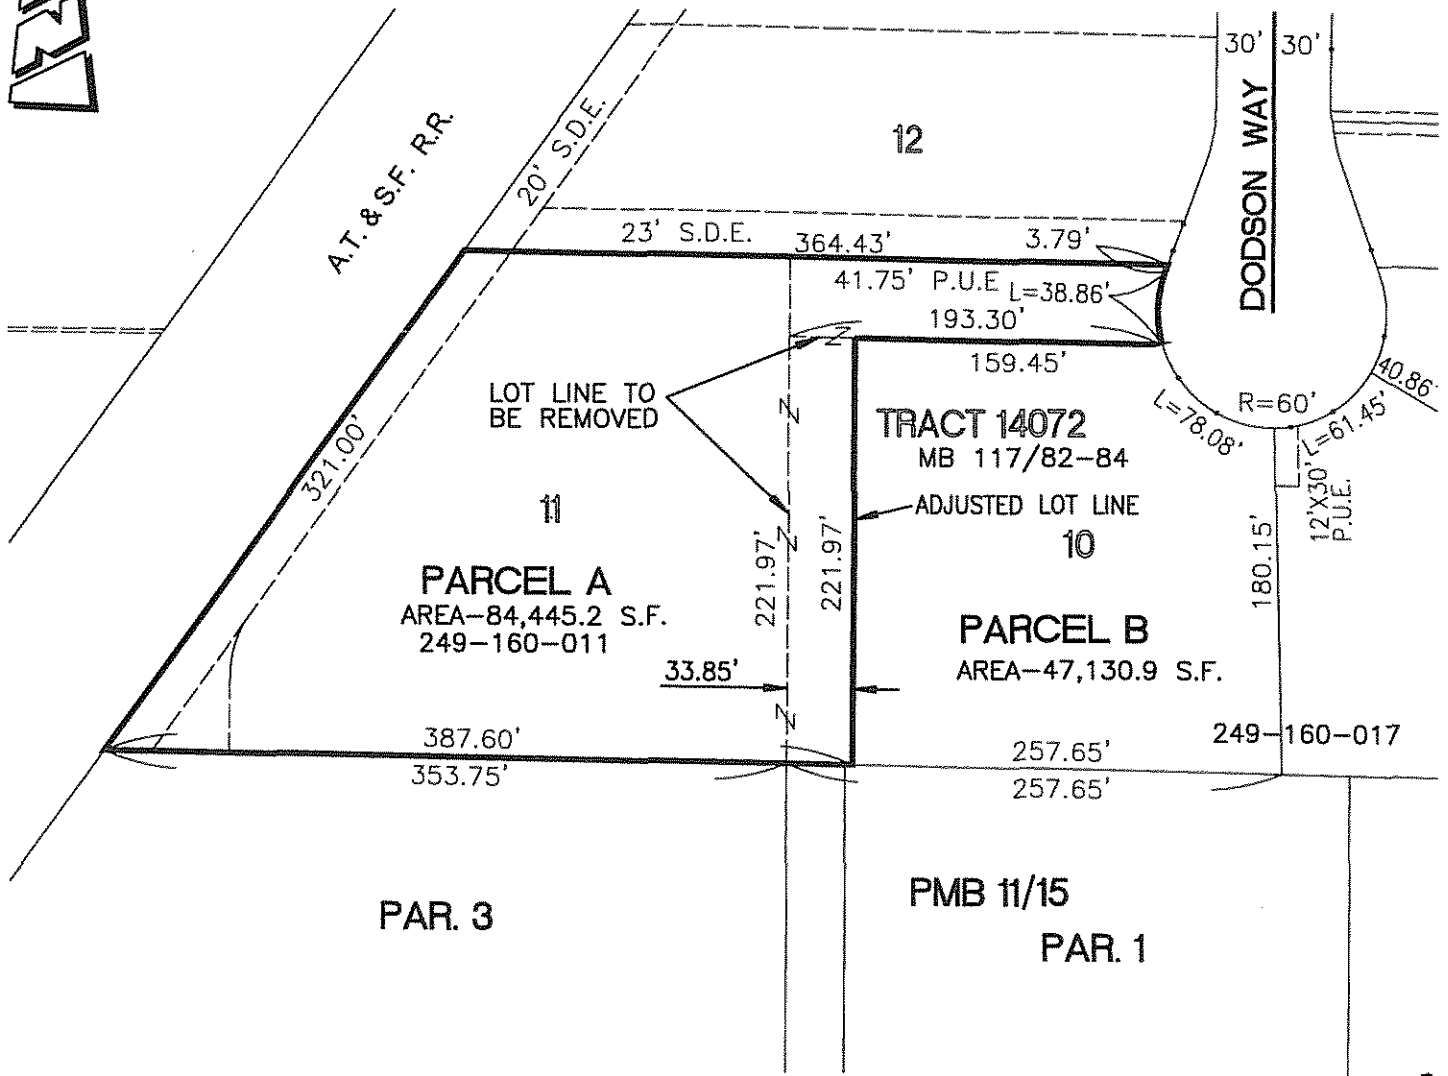 30' 30'
DODSON WAY
A.T. & S.F. R.R.
20' S.D.E.
12
23' S.D.E.
364.43'
3.79'
41.75' P.U.E
L=38.86'
193.30'
159.45'
LOT LINE TO
BE REMOVED
321.00'
TRACT 14072
MB 117/82-84
R=60'
L=78.08'
L=61.45'
40.86'
12'X30'
P.U.E.
11
ADJUSTED LOT LINE
10
221.97'
221.97'
180.15'
PARCEL A
AREA-84,445.2 S.F.
249-160-011
PARCEL B
AREA-47,130.9 S.F.
33.85'
249-160-017
387.60'
353.75'
257.65'
257.65'
PAR. 3
PMB 11/15
PAR. 1